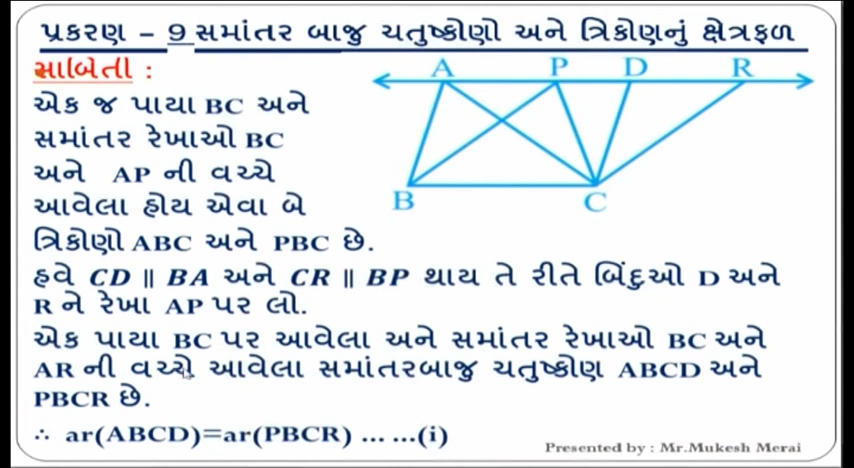 પ્રકરણ – 9 સમાંતર બાજુ ચતુષ્કોણો અને ત્રિકોણનું ક્ષેત્રફળ
સાબિતી :
A P D R
એક જ પાયા BC અને
સમાંતર રેખાઓ BC
અને AP ની વચ્ચે
આવેલા હોય એવા બે
B C
ત્રિકોણો ABC અને PBC છે.
હવે CD || BA અને CR || BP થાય તે રીતે બિંદુઓ D અને
R ને રેખા AP પર લો.
એક પાયા BC પર આવેલા અને સમાંતર રેખાઓ BC અને
AR ની વચ્ચે આવેલા સમાંતરબાજુ ચતુષ્કોણ ABCD અને
PBCR છે.
∴ ar(ABCD)=ar(PBCR) ... ...(i)
Presented by : Mr.Mukesh Merai